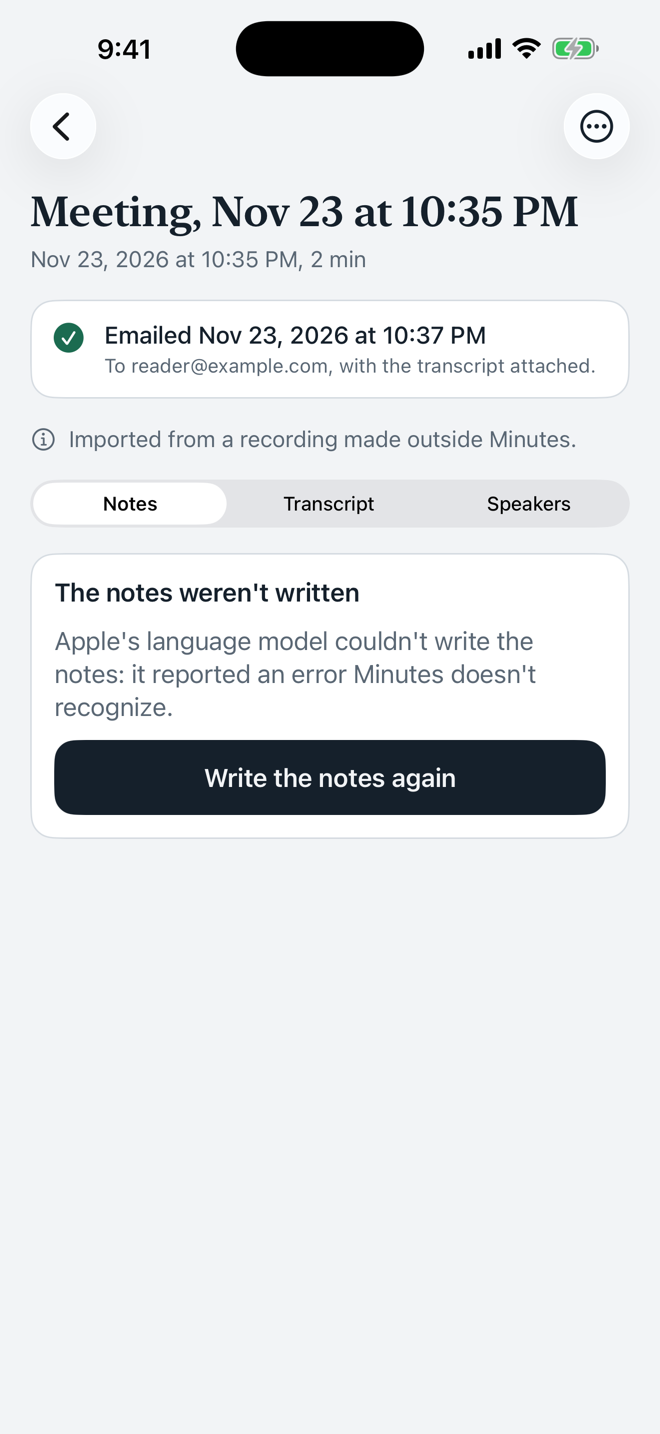 9:41
Meeting, Nov 23 at 10:35 PM
Nov 23, 2026 at 10:35 PM, 2 min
Emailed Nov 23, 2026 at 10:37 PM
To reader@example.com, with the transcript attached.
Imported from a recording made outside Minutes.
Notes
Transcript
Speakers
The notes weren't written
Apple's language model couldn't write the
notes: it reported an error Minutes doesn't
recognize.
Write the notes again